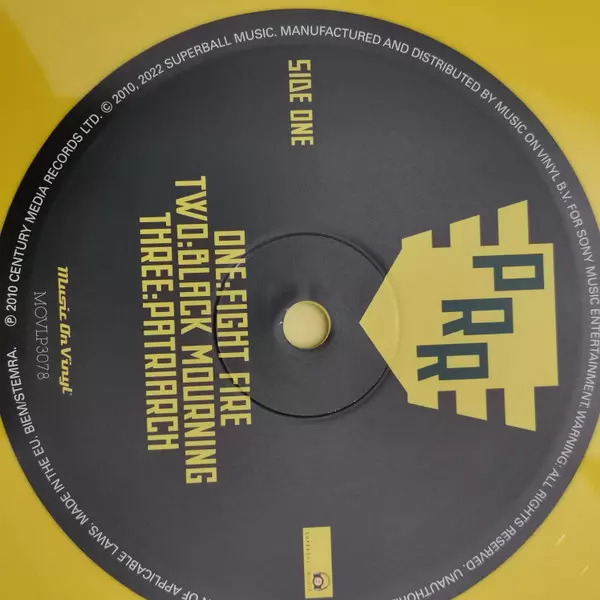 PRR
SIDE ONE
ONE:FIGHT FIRE
TWO:BLACK MOURNING
THREE:PATRIARCH
Music On Vinyl
MOVLP3078
℗ 2010 CENTURY MEDIA RECORDS LTD. © 2010, 2022 SUPERBALL MUSIC. MANUFACTURED AND DISTRIBUTED BY MUSIC ON VINYL B.V. FOR SONY MUSIC ENTERTAINMENT. WARNING: ALL RIGHTS RESERVED. UNAUTHOR
N OF APPLICABLE LAWS. MADE IN THE EU. BIEM/STEMRA.